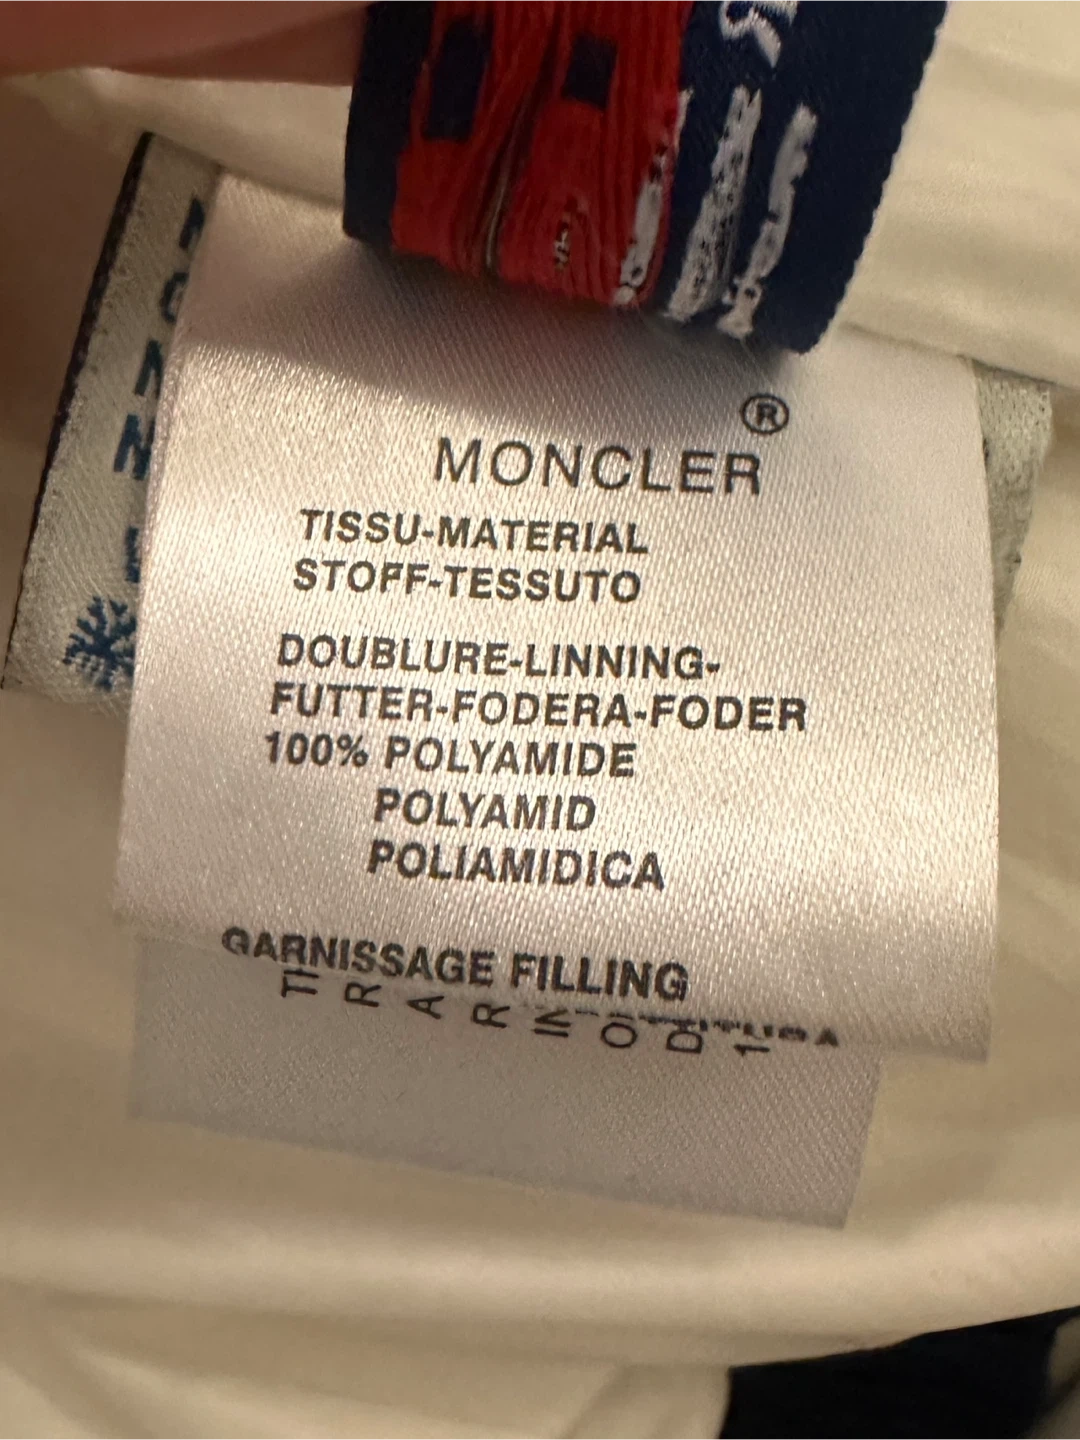 ®
MONCLER
TISSU-MATERIAL
STOFF-TESSUTO
DOUBLURE-LINNING-
FUTTER-FODERA-FODER
100% POLYAMIDE
POLYAMID
POLIAMIDICA
GARNISSAGE FILLING